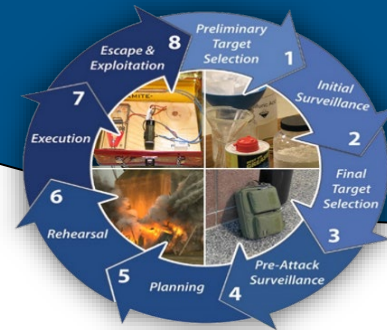 Preliminary
Target
Selection
1
Initial
Surveillance
2
Final
Target
Selection
3
Pre-Attack
Surveillance
4
Planning
5
Rehearsal
6
Execution
7
Escape &
Exploitation
8